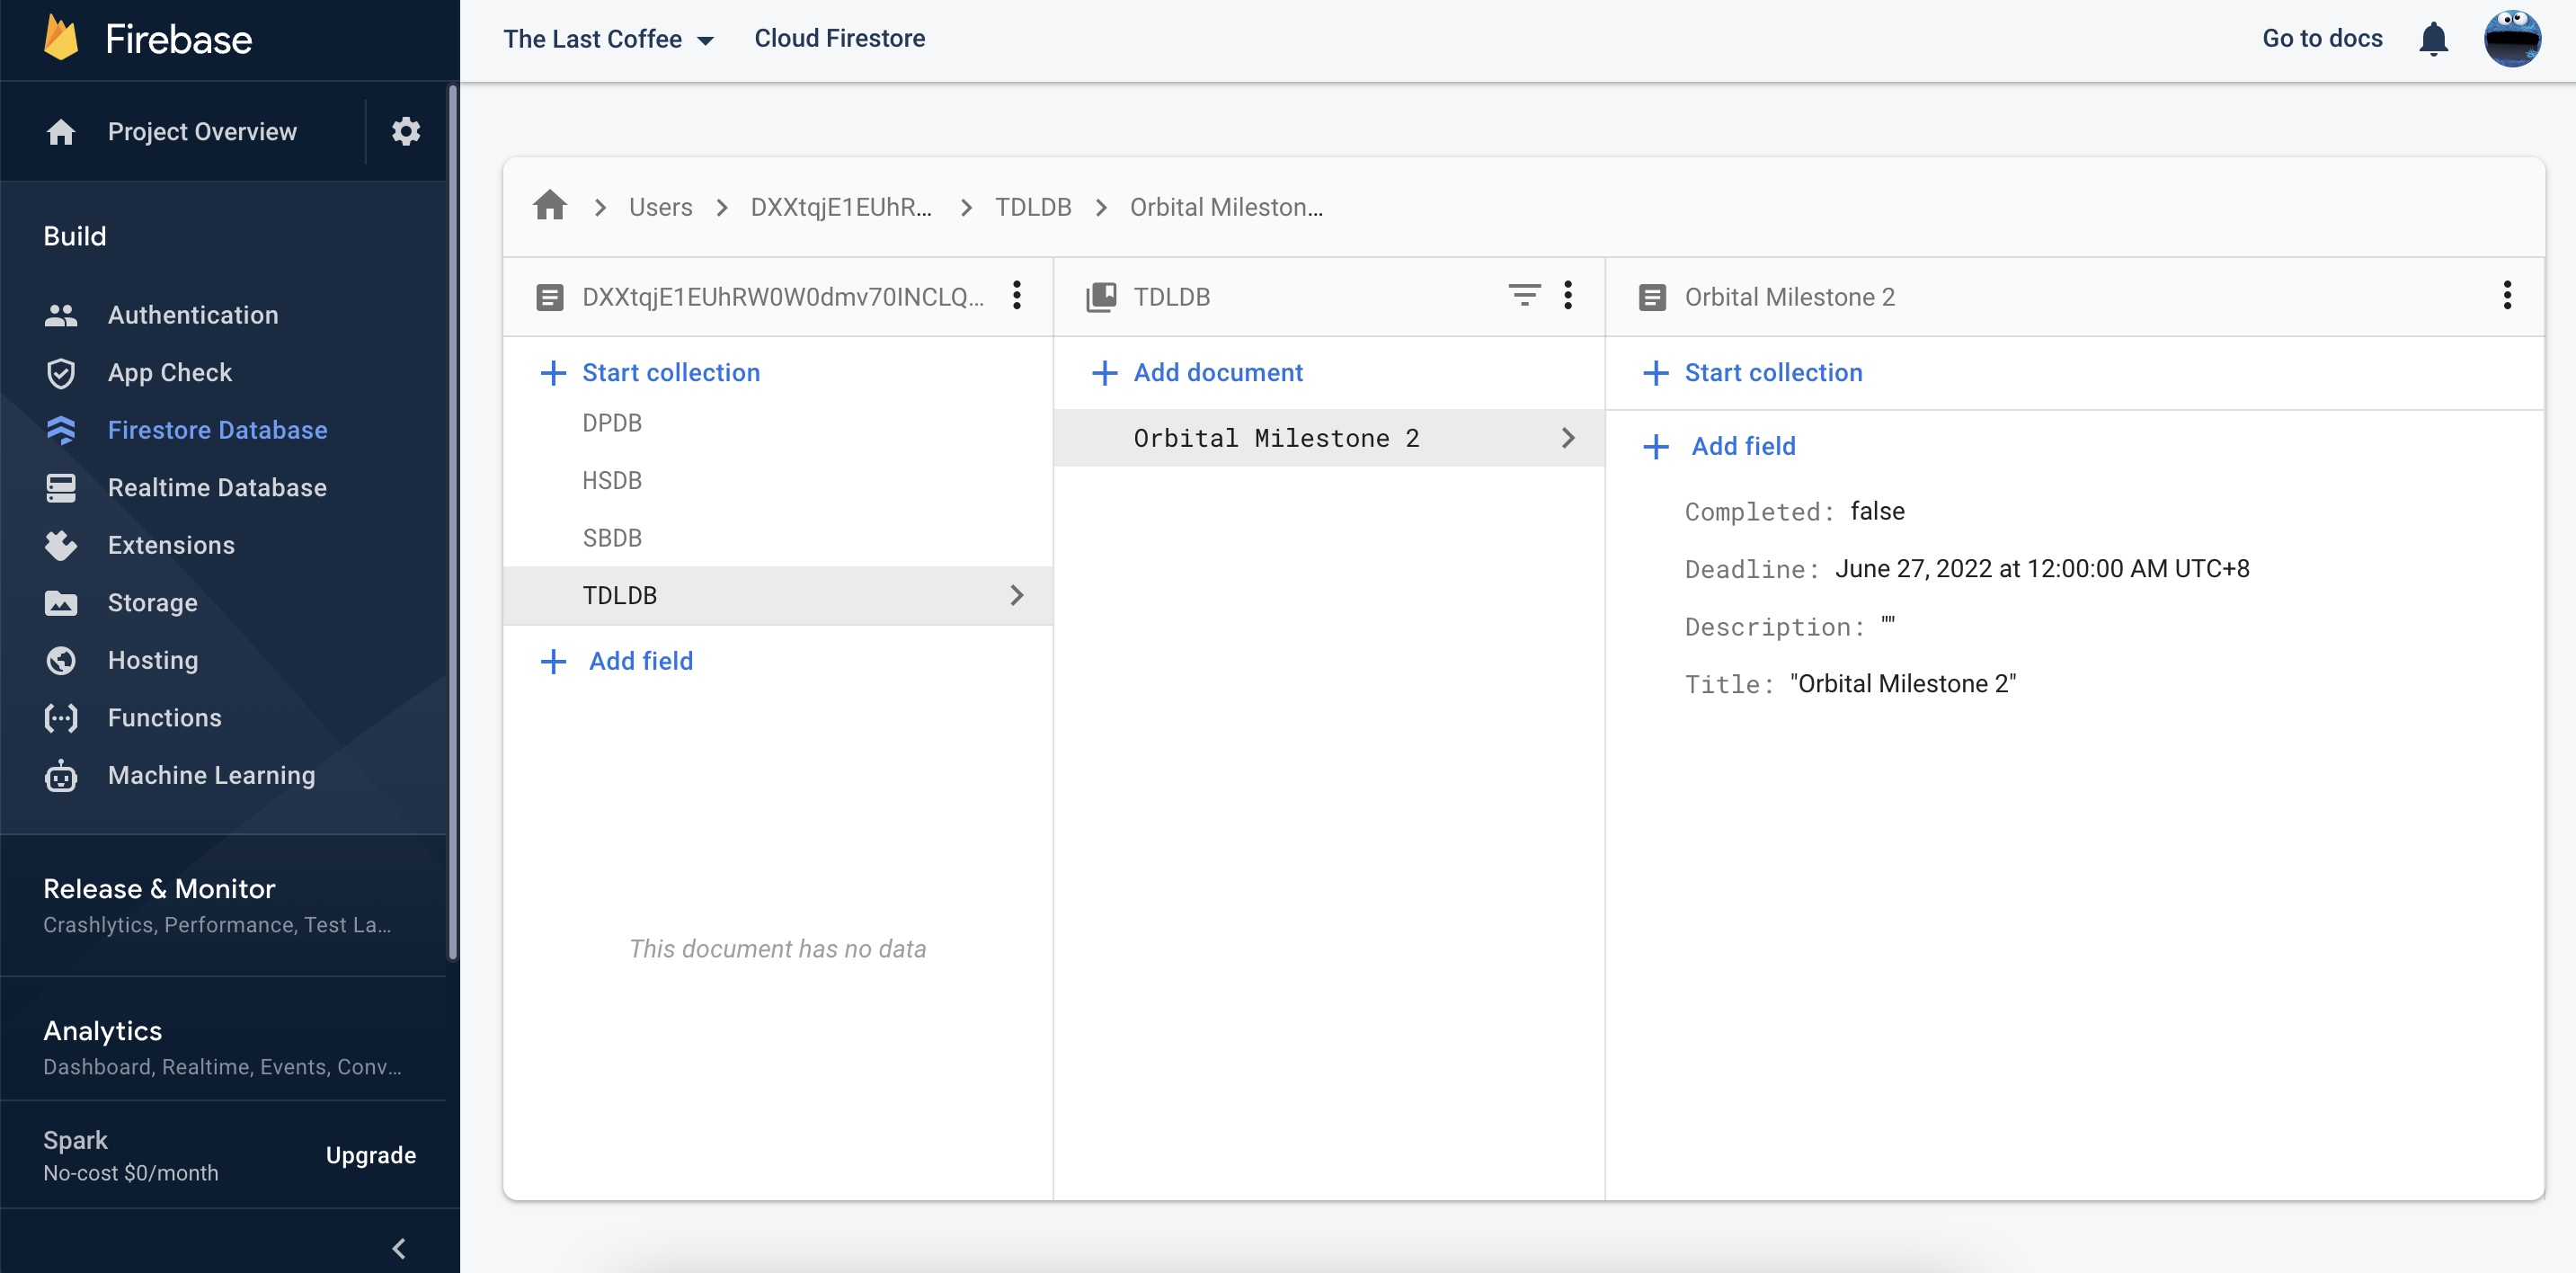 Firebase
The Last Coffee
Cloud Firestore
Go to docs
Project Overview
Build
Authentication
App Check
Firestore Database
Realtime Database
Extensions
Storage
Hosting
Functions
Machine Learning
Release & Monitor
Crashlytics, Performance, Test La...
Analytics
Dashboard, Realtime, Events, Conv...
Spark
No-cost $0/month
Upgrade
Users
DXXtqjE1EUhR...
TDLDB
Orbital Mileston...
DXXtqjE1EUhRW0W0dmv70INCLQ...
Start collection
DPDB
HSDB
SBDB
TDLDB
Add field
This document has no data
TDLDB
Add document
Orbital Milestone 2
Orbital Milestone 2
Start collection
Add field
Completed: false
Deadline: June 27, 2022 at 12:00:00 AM UTC+8
Description: ""
Title: "Orbital Milestone 2"